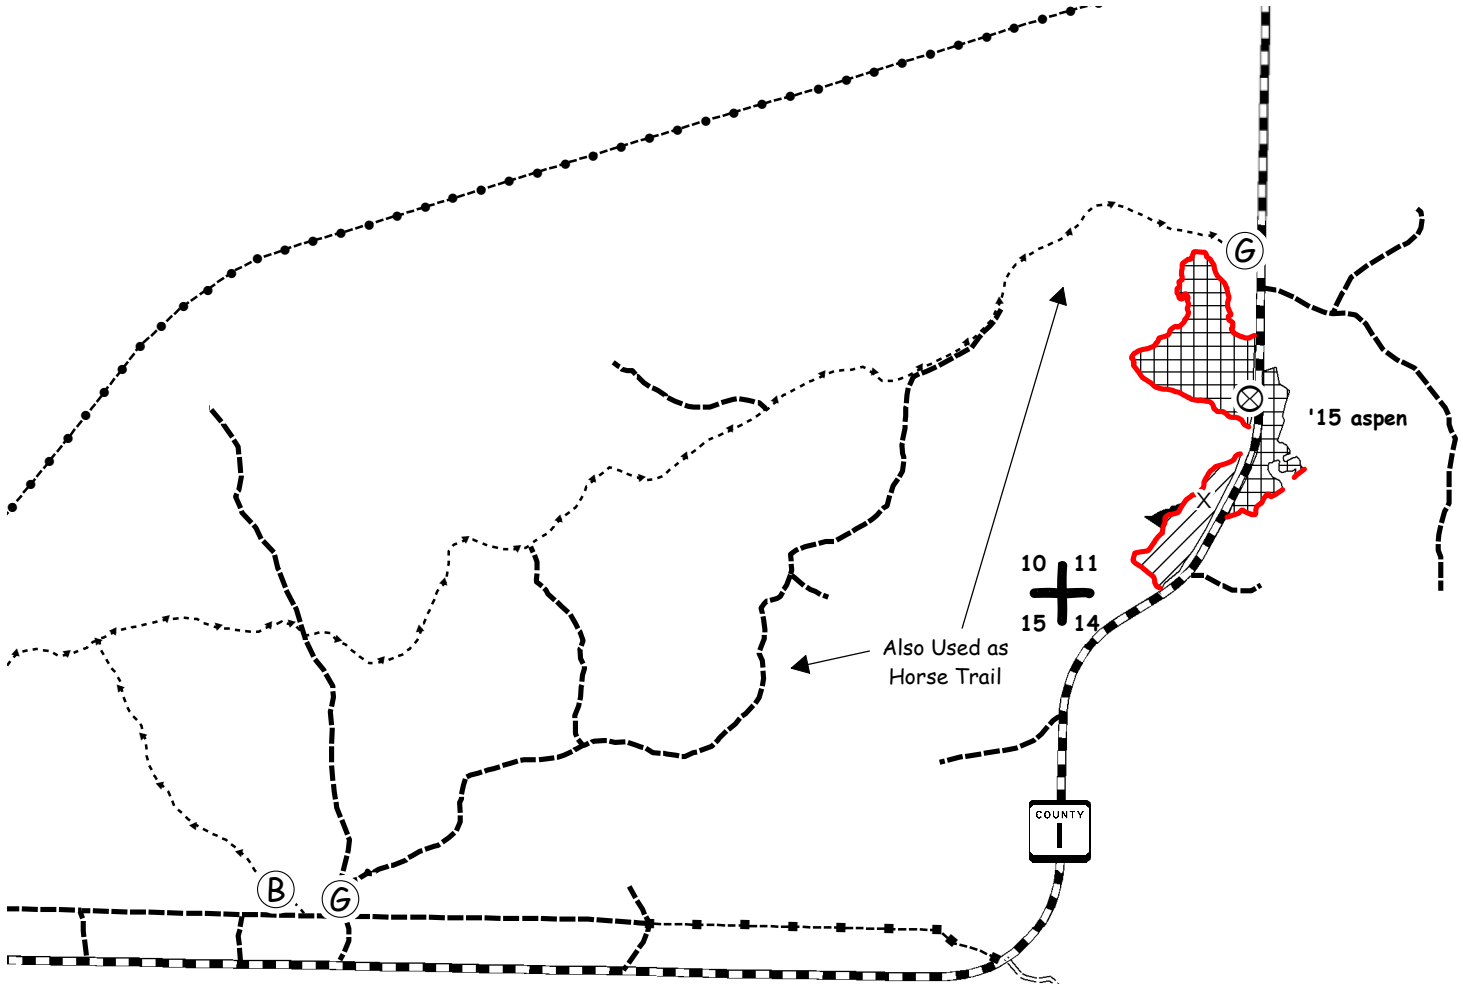 G
'15 aspen
X
10 11
15 14
Also Used as
Horse Trail
COUNTY
I
B
G